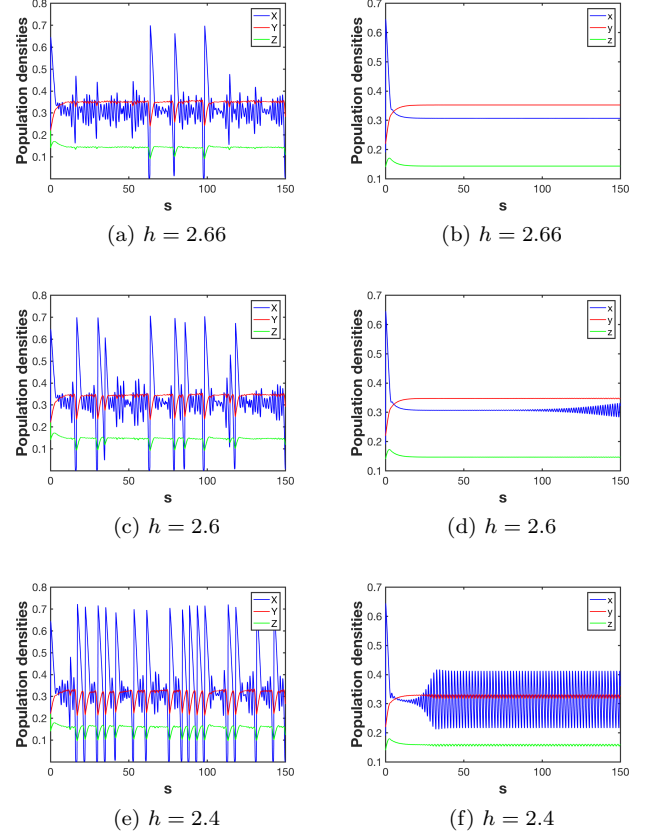 Population densities
0.8
0.7
0.6
0.5
0.4
0.3
0.2
0.1
0
50
100
150
s
X
Y
Z
(a) h = 2.66
Population densities
0.7
0.6
0.5
0.4
0.3
0.2
0.1
0
50
100
150
s
x
y
z
(b) h = 2.66
Population densities
0.8
0.7
0.6
0.5
0.4
0.3
0.2
0.1
0
50
100
150
s
X
Y
Z
(c) h = 2.6
Population densities
0.7
0.6
0.5
0.4
0.3
0.2
0.1
0
50
100
150
s
x
y
z
(d) h = 2.6
Population densities
0.8
0.7
0.6
0.5
0.4
0.3
0.2
0.1
0
50
100
150
s
X
Y
Z
(e) h = 2.4
Population densities
0.7
0.6
0.5
0.4
0.3
0.2
0.1
0
50
100
150
s
x
y
z
(f) h = 2.4